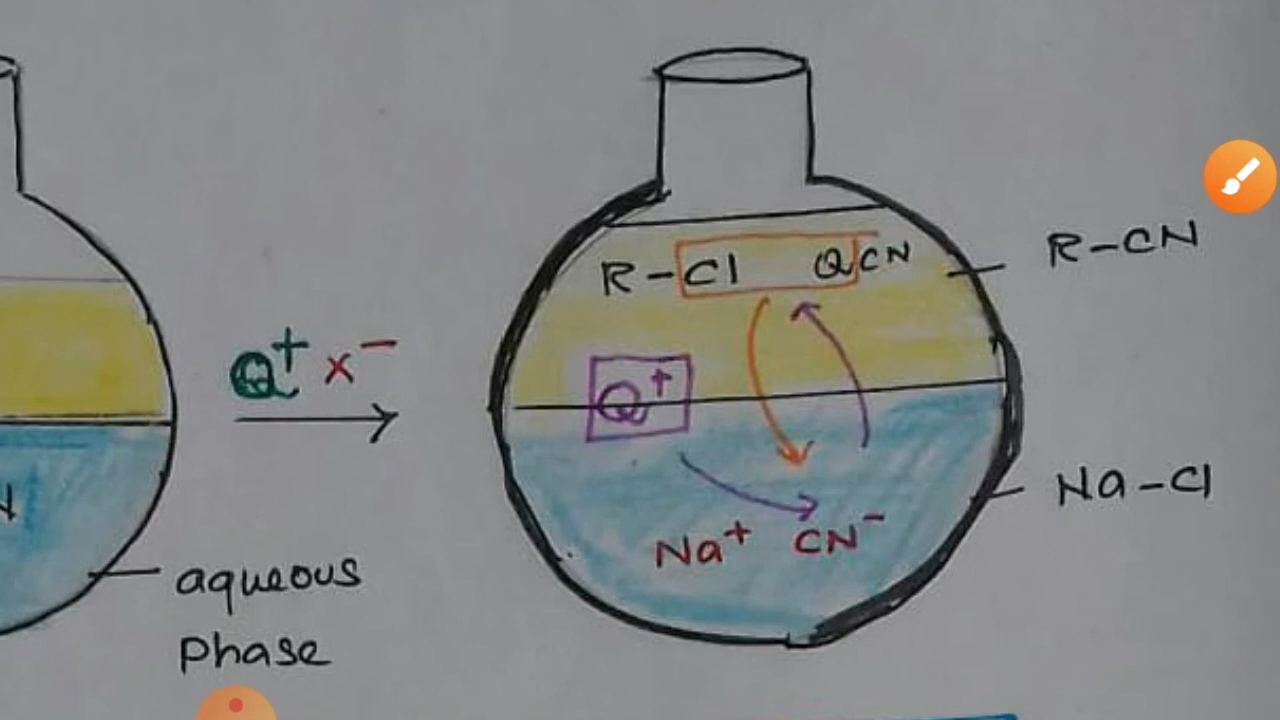 Q⁺ X⁻
aqueous
phase
R-Cl QCN
Q⁺
Na⁺ CN⁻
R-CN
Na-Cl